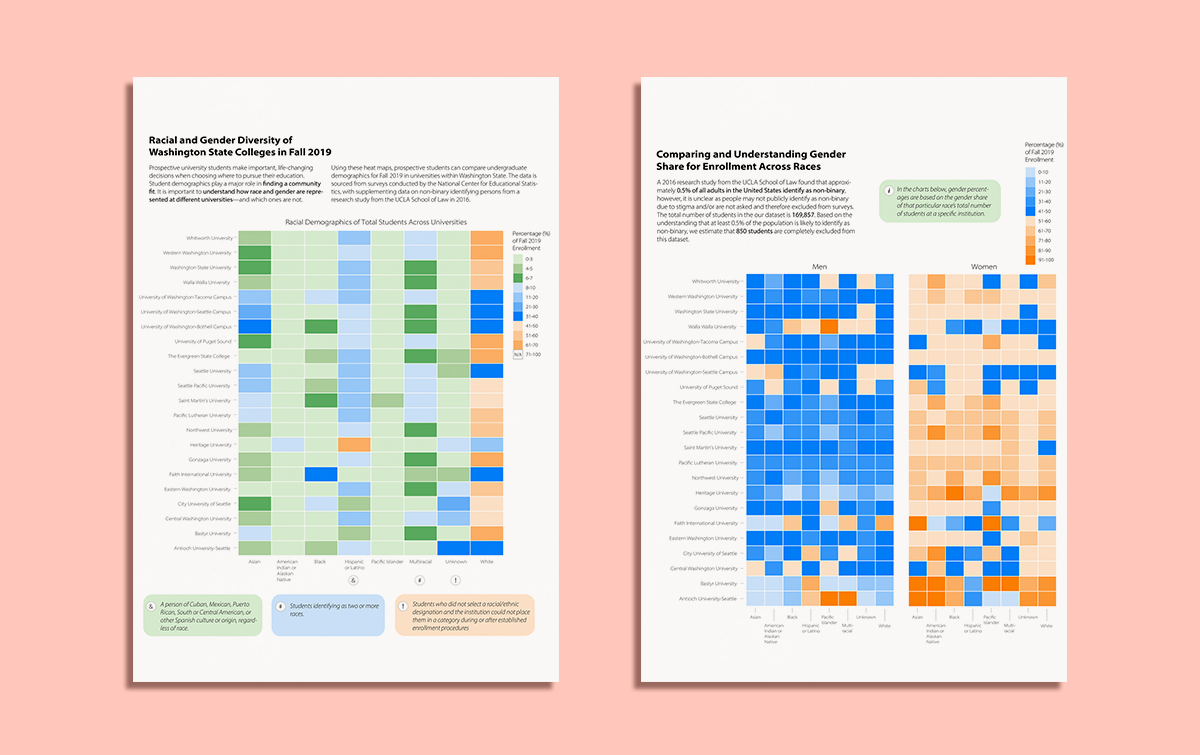 Racial and Gender Diversity of
Washington State Colleges in Fall 2019
Prospective university students make important, life-changing
decisions when choosing where to pursue their education.
Student demographics play a major role in finding a community
fit. It is important to understand how race and gender are repre-
sented at different universities—and which ones are not.
Using these heat maps, prospective students can compare undergraduate
demographics for Fall 2019 in universities within Washington State. The data is
sourced from surveys conducted by the National Center for Educational Statis-
tics, with supplementing data on non-binary identifying persons from a
research study from the UCLA School of Law in 2016.
Racial Demographics of Total Students Across Universities
Percentage (%)
of Fall 2019
Enrollment
0-3
4-5
6-7
8-10
11-20
21-30
31-40
41-50
51-60
61-70
N/A 71-100
Whitworth University
Western Washington University
Washington State University
Walla Walla University
University of Washington-Tacoma Campus
University of Washington-Seattle Campus
University of Washington-Bothell Campus
University of Puget Sound
The Evergreen State College
Seattle University
Seattle Pacific University
Saint Martin's University
Pacific Lutheran University
Northwest University
Heritage University
Gonzaga University
Faith International University
Eastern Washington University
City University of Seattle
Central Washington University
Bastyr University
Antioch University-Seattle
Asian
American
Indian or
Alaskan
Native
Black
Hispanic
or Latino
&
Pacific Islander
Multiracial
#
Unknown
!
White
&
A person of Cuban, Mexican, Puerto
Rican, South or Central American, or
other Spanish culture or origin, regard-
less of race.
#
Students identifying as two or more
races.
!
Students who did not select a racial/ethnic
designation and the institution could not place
them in a category during or after established
enrollment procedures
Comparing and Understanding Gender
Share for Enrollment Across Races
A 2016 research study from the UCLA School of Law found that approxi-
mately 0.5% of all adults in the United States identify as non-binary,
however, it is unclear as people may not publicly identify as non-binary
due to stigma and/or are not asked and therefore excluded from surveys.
The total number of students in our dataset is 169,857. Based on the
understanding that at least 0.5% of the population is likely to identify as
non-binary, we estimate that 850 students are completely excluded from
this dataset.
i
In the charts below, gender percent-
ages are based on the gender share
of that particular race's total number
of students at a specific institution.
Percentage (%)
of Fall 2019
Enrollment
0-10
11-20
21-30
31-40
41-50
51-60
61-70
71-80
81-90
91-100
Men
Women
Whitworth University
Western Washington University
Washington State University
Walla Walla University
University of Washington-Tacoma Campus
University of Washington-Bothell Campus
University of Washington-Seattle Campus
University of Puget Sound
The Evergreen State College
Seattle University
Seattle Pacific University
Saint Martin's University
Pacific Lutheran University
Northwest University
Heritage University
Gonzaga University
Faith International University
Eastern Washington University
City University of Seattle
Central Washington University
Bastyr University
Antioch University-Seattle
Asian
American
Indian or
Alaskan
Native
Black
Hispanic
or Latino
Pacific
Islander
Multi-
racial
Unknown
White
Asian
American
Indian or
Alaskan
Native
Black
Hispanic
or Latino
Pacific
Islander
Multi-
racial
Unknown
White